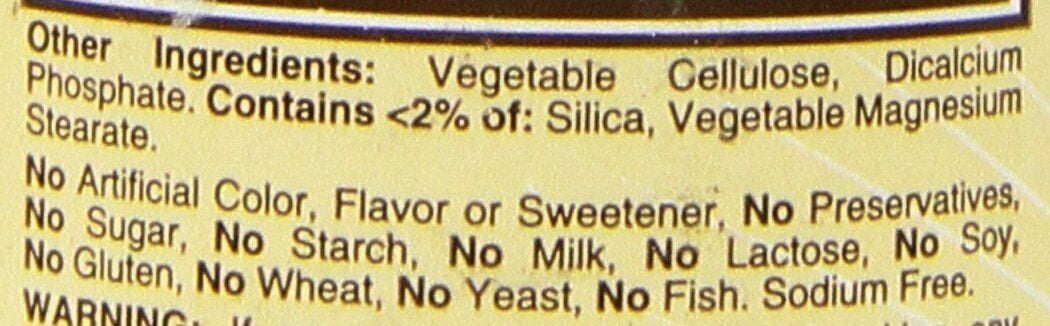 Other Ingredients: Vegetable Cellulose, Dicalcium
Phosphate. Contains <2% of: Silica, Vegetable Magnesium
Stearate.
No Artificial Color, Flavor or Sweetener, No Preservatives,
No Sugar, No Starch, No Milk, No Lactose, No Soy,
No Gluten, No Wheat, No Yeast, No Fish. Sodium Free.
WARNING: If